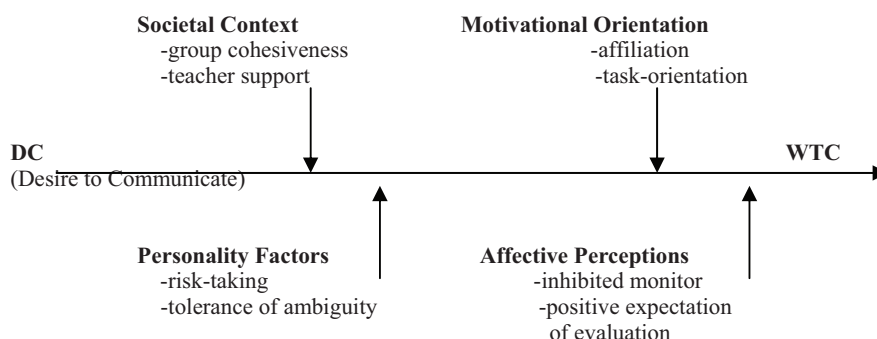 Societal Context
-group cohesiveness
-teacher support
Motivational Orientation
-affiliation
-task-orientation
DC
(Desire to Communicate)
WTC
Personality Factors
-risk-taking
-tolerance of ambiguity
Affective Perceptions
-inhibited monitor
-positive expectation
of evaluation